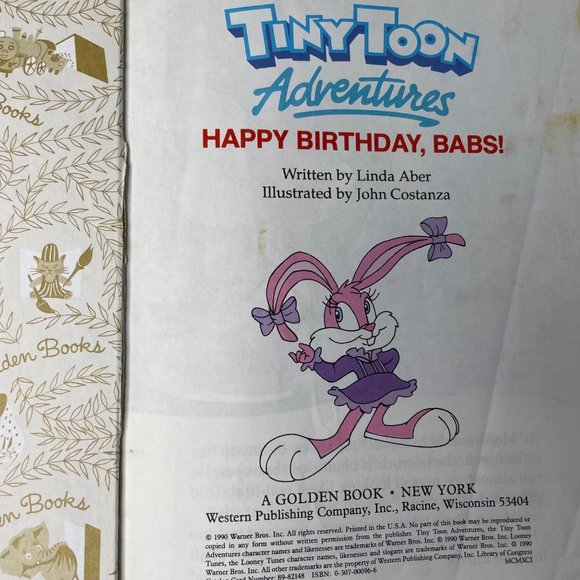 TINY TOON
Adventures
HAPPY BIRTHDAY, BABS!
Written by Linda Aber
Illustrated by John Costanza
A GOLDEN BOOK • NEW YORK
Western Publishing Company, Inc., Racine, Wisconsin 53404
© 1990 Warner Bros. Inc. All rights reserved. Printed in the U.S.A. No part of this book may be reproduced or
copied in any form without written permission from the publisher. Tiny Toon Adventures, the Tiny Toon
Adventures character names and likenesses are trademarks of Warner Bros. Inc. © 1990 Warner Bros. Inc. Looney
Tunes, the Looney Tunes character names, likenesses, and slogans are trademarks of Warner Bros. Inc. © 1990
Warner Bros. Inc. All other trademarks are the property of Western Publishing Company, Inc. Library of Congress
Catalog Card Number: 89-82148 ISBN: 0-307-00096-6 MCMXCI
Books
den Books
en Books